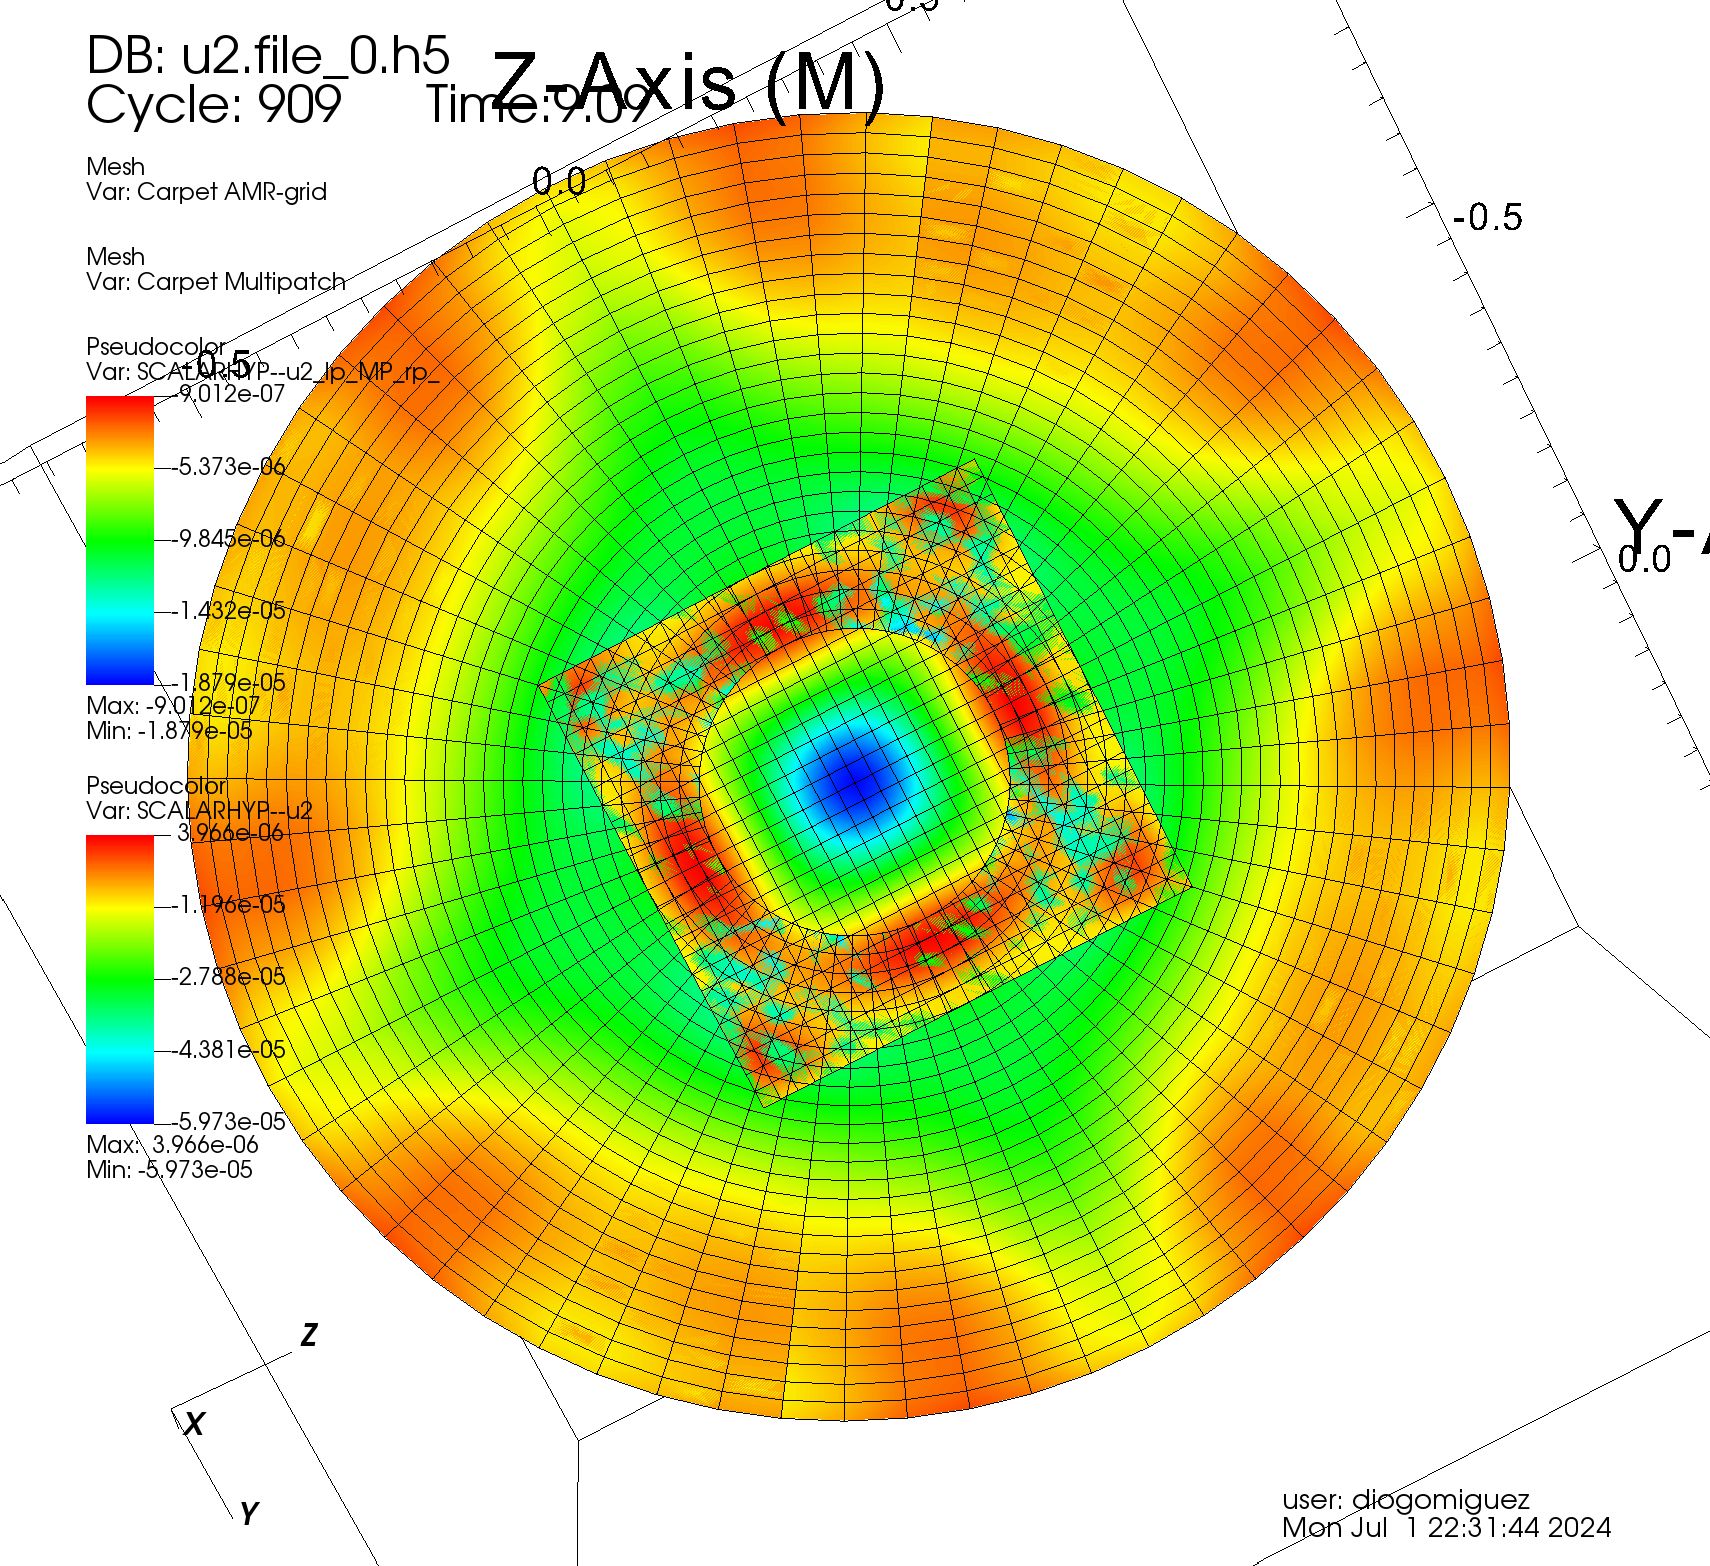 0.5
DB: u2.file_0.h5
Z-Axis (M)
Cycle: 909 Time:9.09
Mesh
Var: Carpet AMR-grid
0.0
-0.5
Mesh
Var: Carpet Multipatch
Pseudocolor
-0.5
Var: SCALARHYP--u2_lp_MP_rp_
-9.012e-07
-5.373e-06
-9.845e-06
-1.432e-05
-1.879e-05
Max: -9.012e-07
Min: -1.879e-05
Y-A
0.0
Pseudocolor
Var: SCALARHYP--u2
3.966e-06
-1.196e-05
-2.788e-05
-4.381e-05
-5.973e-05
Max: 3.966e-06
Min: -5.973e-05
Z
X
Y
user: diogomiguez
Mon Jul 1 22:31:44 2024